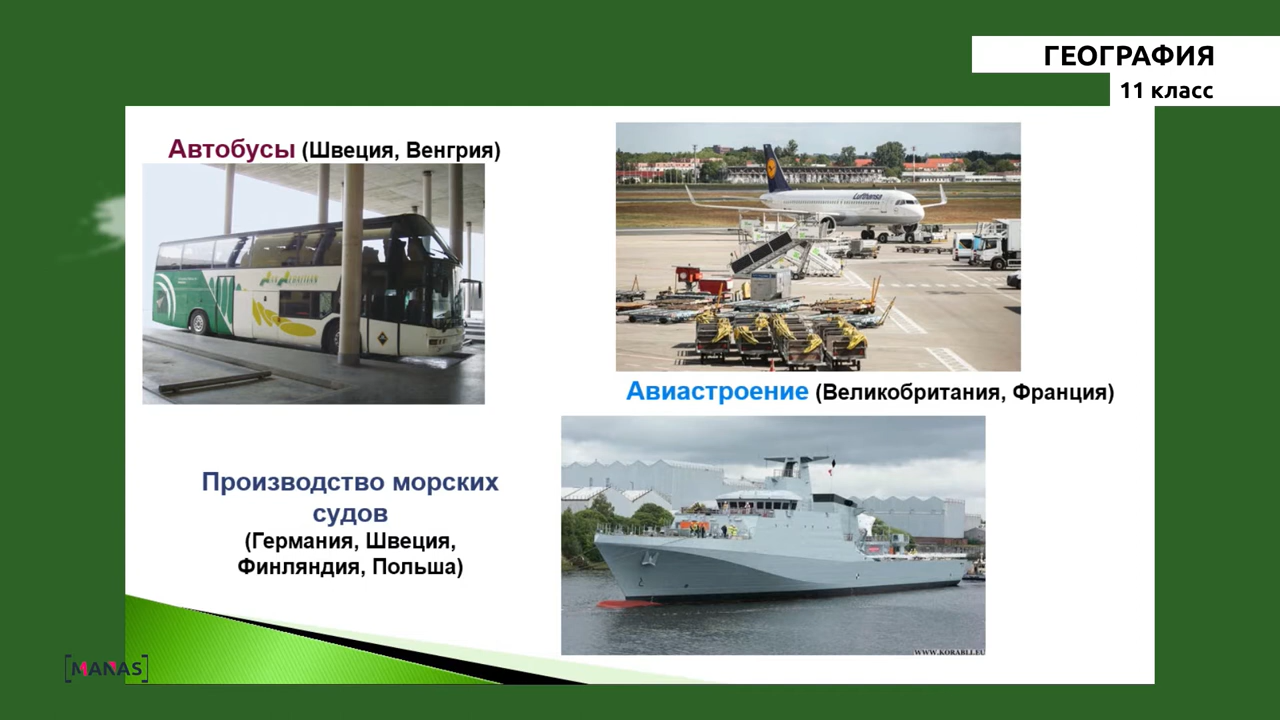 ГЕОГРАФИЯ
11 класс
Автобусы (Швеция, Венгрия)
Lufthansa
Авиастроение (Великобритания, Франция)
Производство морских
судов
(Германия, Швеция,
Финляндия, Польша)
WWW.KORABLI.EU
[MANAS]